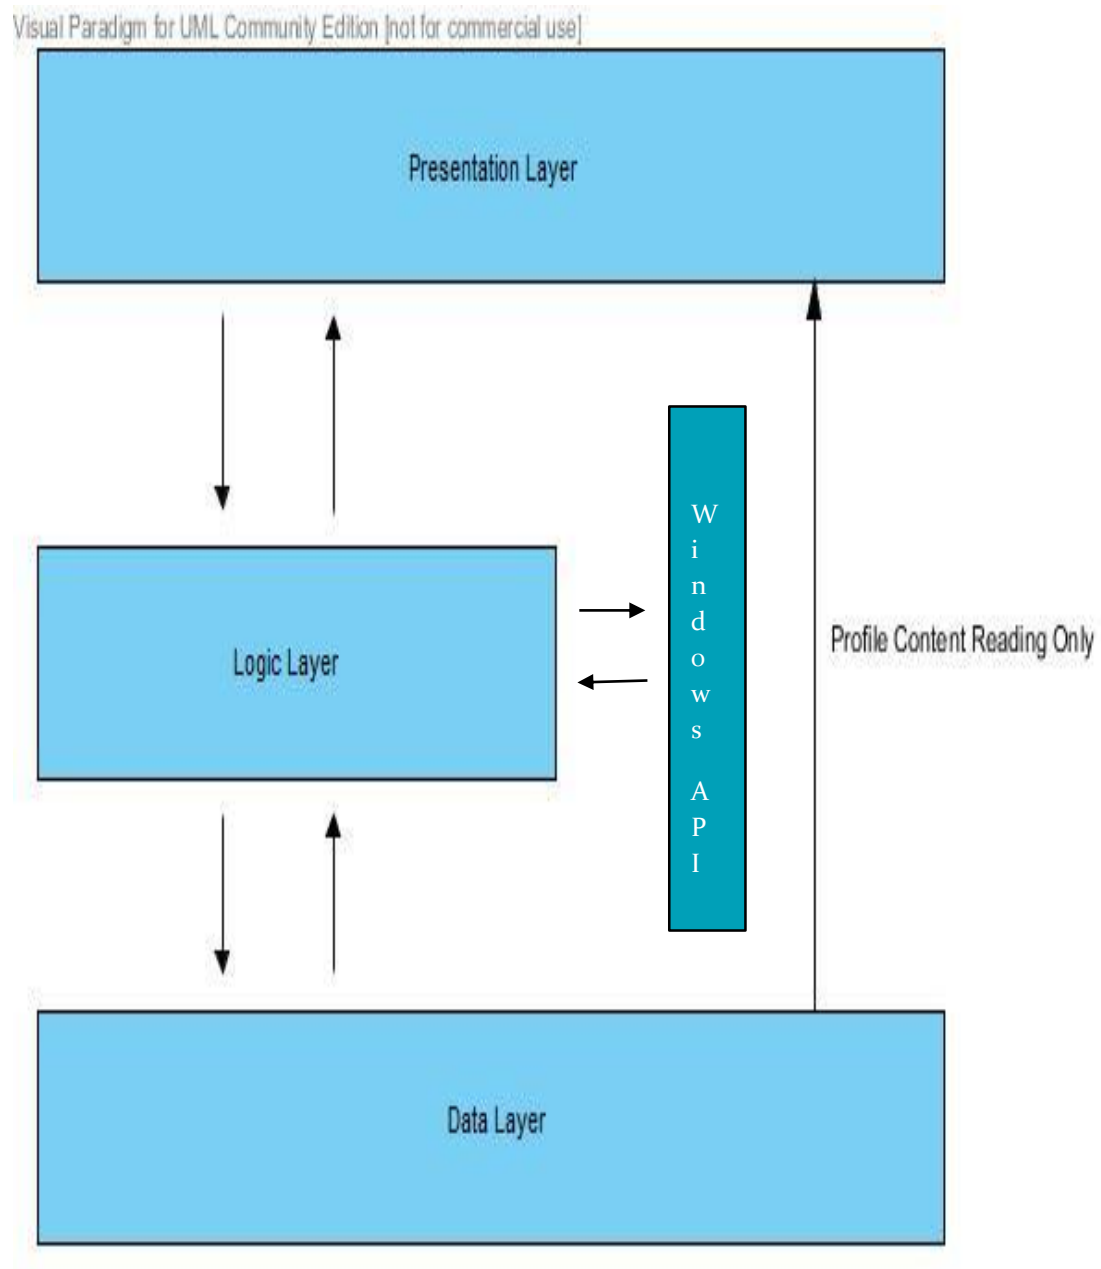 Visual Paradigm for UML Community Edition [not for commercial use]
Presentation Layer
W
i
n
d
o
w
s
A
P
I
Logic Layer
Profile Content Reading Only
Data Layer